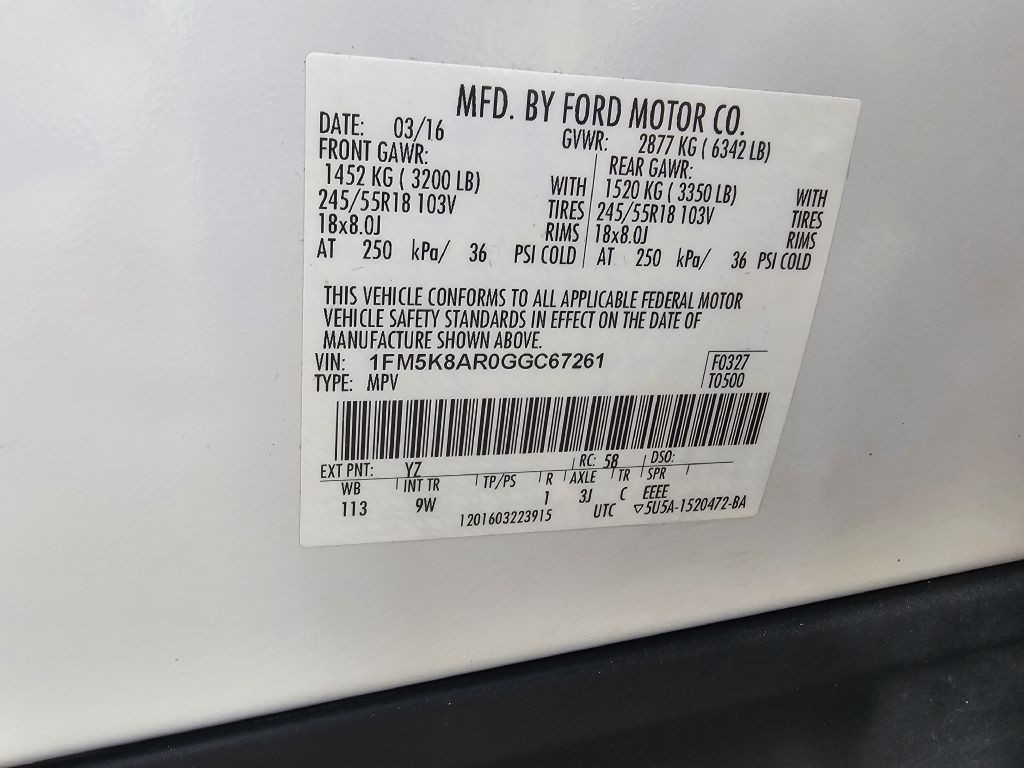 MFD. BY FORD MOTOR CO.
DATE: 03/16 GVWR: 2877 KG ( 6342 LB)
FRONT GAWR: REAR GAWR:
1452 KG ( 3200 LB) WITH 1520 KG ( 3350 LB) WITH
245/55R18 103V TIRES 245/55R18 103V TIRES
18x8.0J RIMS 18x8.0J RIMS
AT 250 kPa/ 36 PSI COLD AT 250 kPa/ 36 PSI COLD
THIS VEHICLE CONFORMS TO ALL APPLICABLE FEDERAL MOTOR
VEHICLE SAFETY STANDARDS IN EFFECT ON THE DATE OF
MANUFACTURE SHOWN ABOVE.
VIN: 1FM5K8AR0GGC67261 F0327
TYPE: MPV T0500
EXT PNT: YZ RC: 58 DSO:
WB INT TR TP/PS R AXLE TR SPR
113 9W 1 3J C EEEE
1201603223915 UTC ▽5U5A-1520472-BA